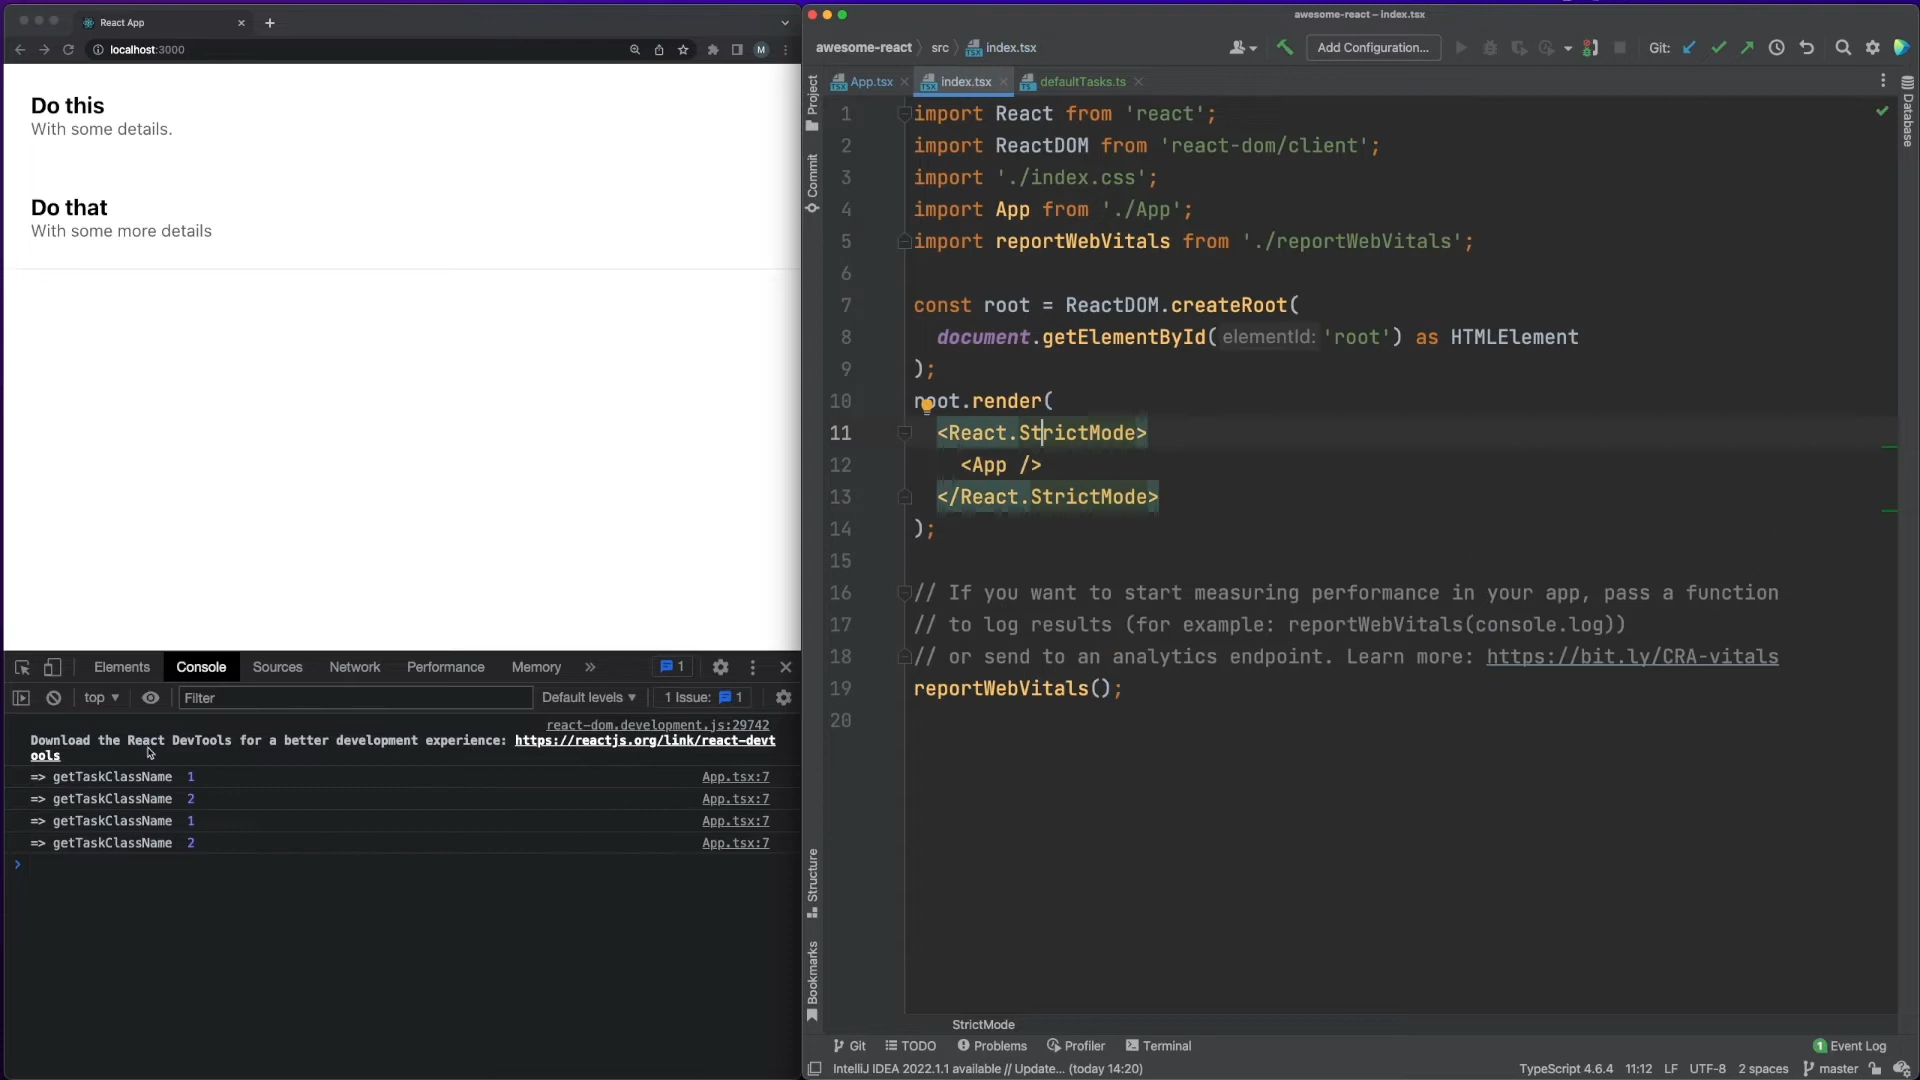 React App
localhost:3000
M
Do this
With some details.
Do that
With some more details
Elements
Console
Sources
Network
Performance
Memory
1
top
Filter
Default levels
1 Issue: 1
react-dom.development.js:29742
Download the React DevTools for a better development experience: https://reactjs.org/link/react-devt
ools
=> getTaskClassName 1 App.tsx:7
=> getTaskClassName 2 App.tsx:7
=> getTaskClassName 1 App.tsx:7
=> getTaskClassName 2 App.tsx:7
awesome-react – index.tsx
awesome-react
src
index.tsx
Add Configuration...
Git:
App.tsx
index.tsx
defaultTasks.ts
Project
Commit
Structure
Bookmarks
Database
1 import React from 'react';
2 import ReactDOM from 'react-dom/client';
3 import './index.css';
4 import App from './App';
5 import reportWebVitals from './reportWebVitals';
6
7 const root = ReactDOM.createRoot(
8 document.getElementById( elementId: 'root') as HTMLElement
9 );
10 root.render(
11 <React.StrictMode>
12 <App />
13 </React.StrictMode>
14 );
15
16 // If you want to start measuring performance in your app, pass a function
17 // to log results (for example: reportWebVitals(console.log))
18 // or send to an analytics endpoint. Learn more: https://bit.ly/CRA-vitals
19 reportWebVitals();
20
StrictMode
Git
TODO
Problems
Profiler
Terminal
1 Event Log
IntelliJ IDEA 2022.1.1 available // Update... (today 14:20)
TypeScript 4.6.4
11:12
LF
UTF-8
2 spaces
master